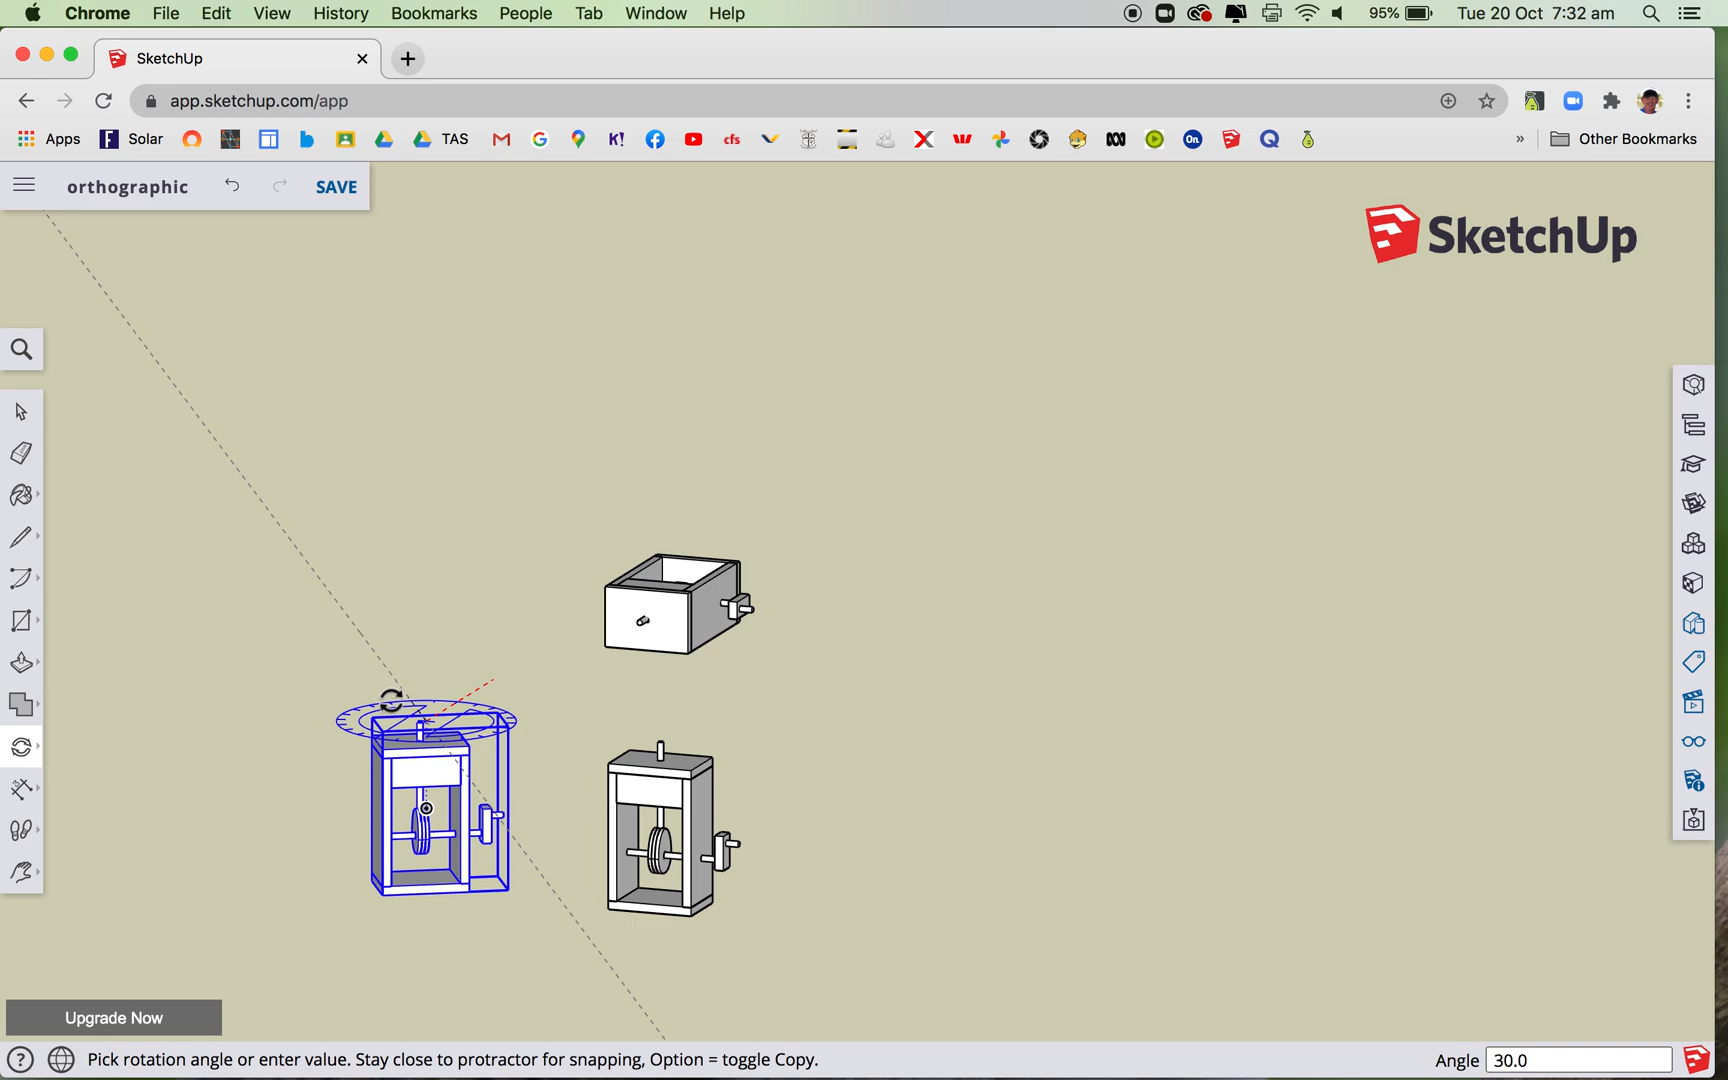 Chrome File Edit View History Bookmarks People Tab Window Help 95% Tue 20 Oct 7:32 am
SketchUp
app.sketchup.com/app
Apps Solar TAS K! cfs On » Other Bookmarks
orthographic SAVE
SketchUp
Upgrade Now
Pick rotation angle or enter value. Stay close to protractor for snapping, Option = toggle Copy. Angle 30.0